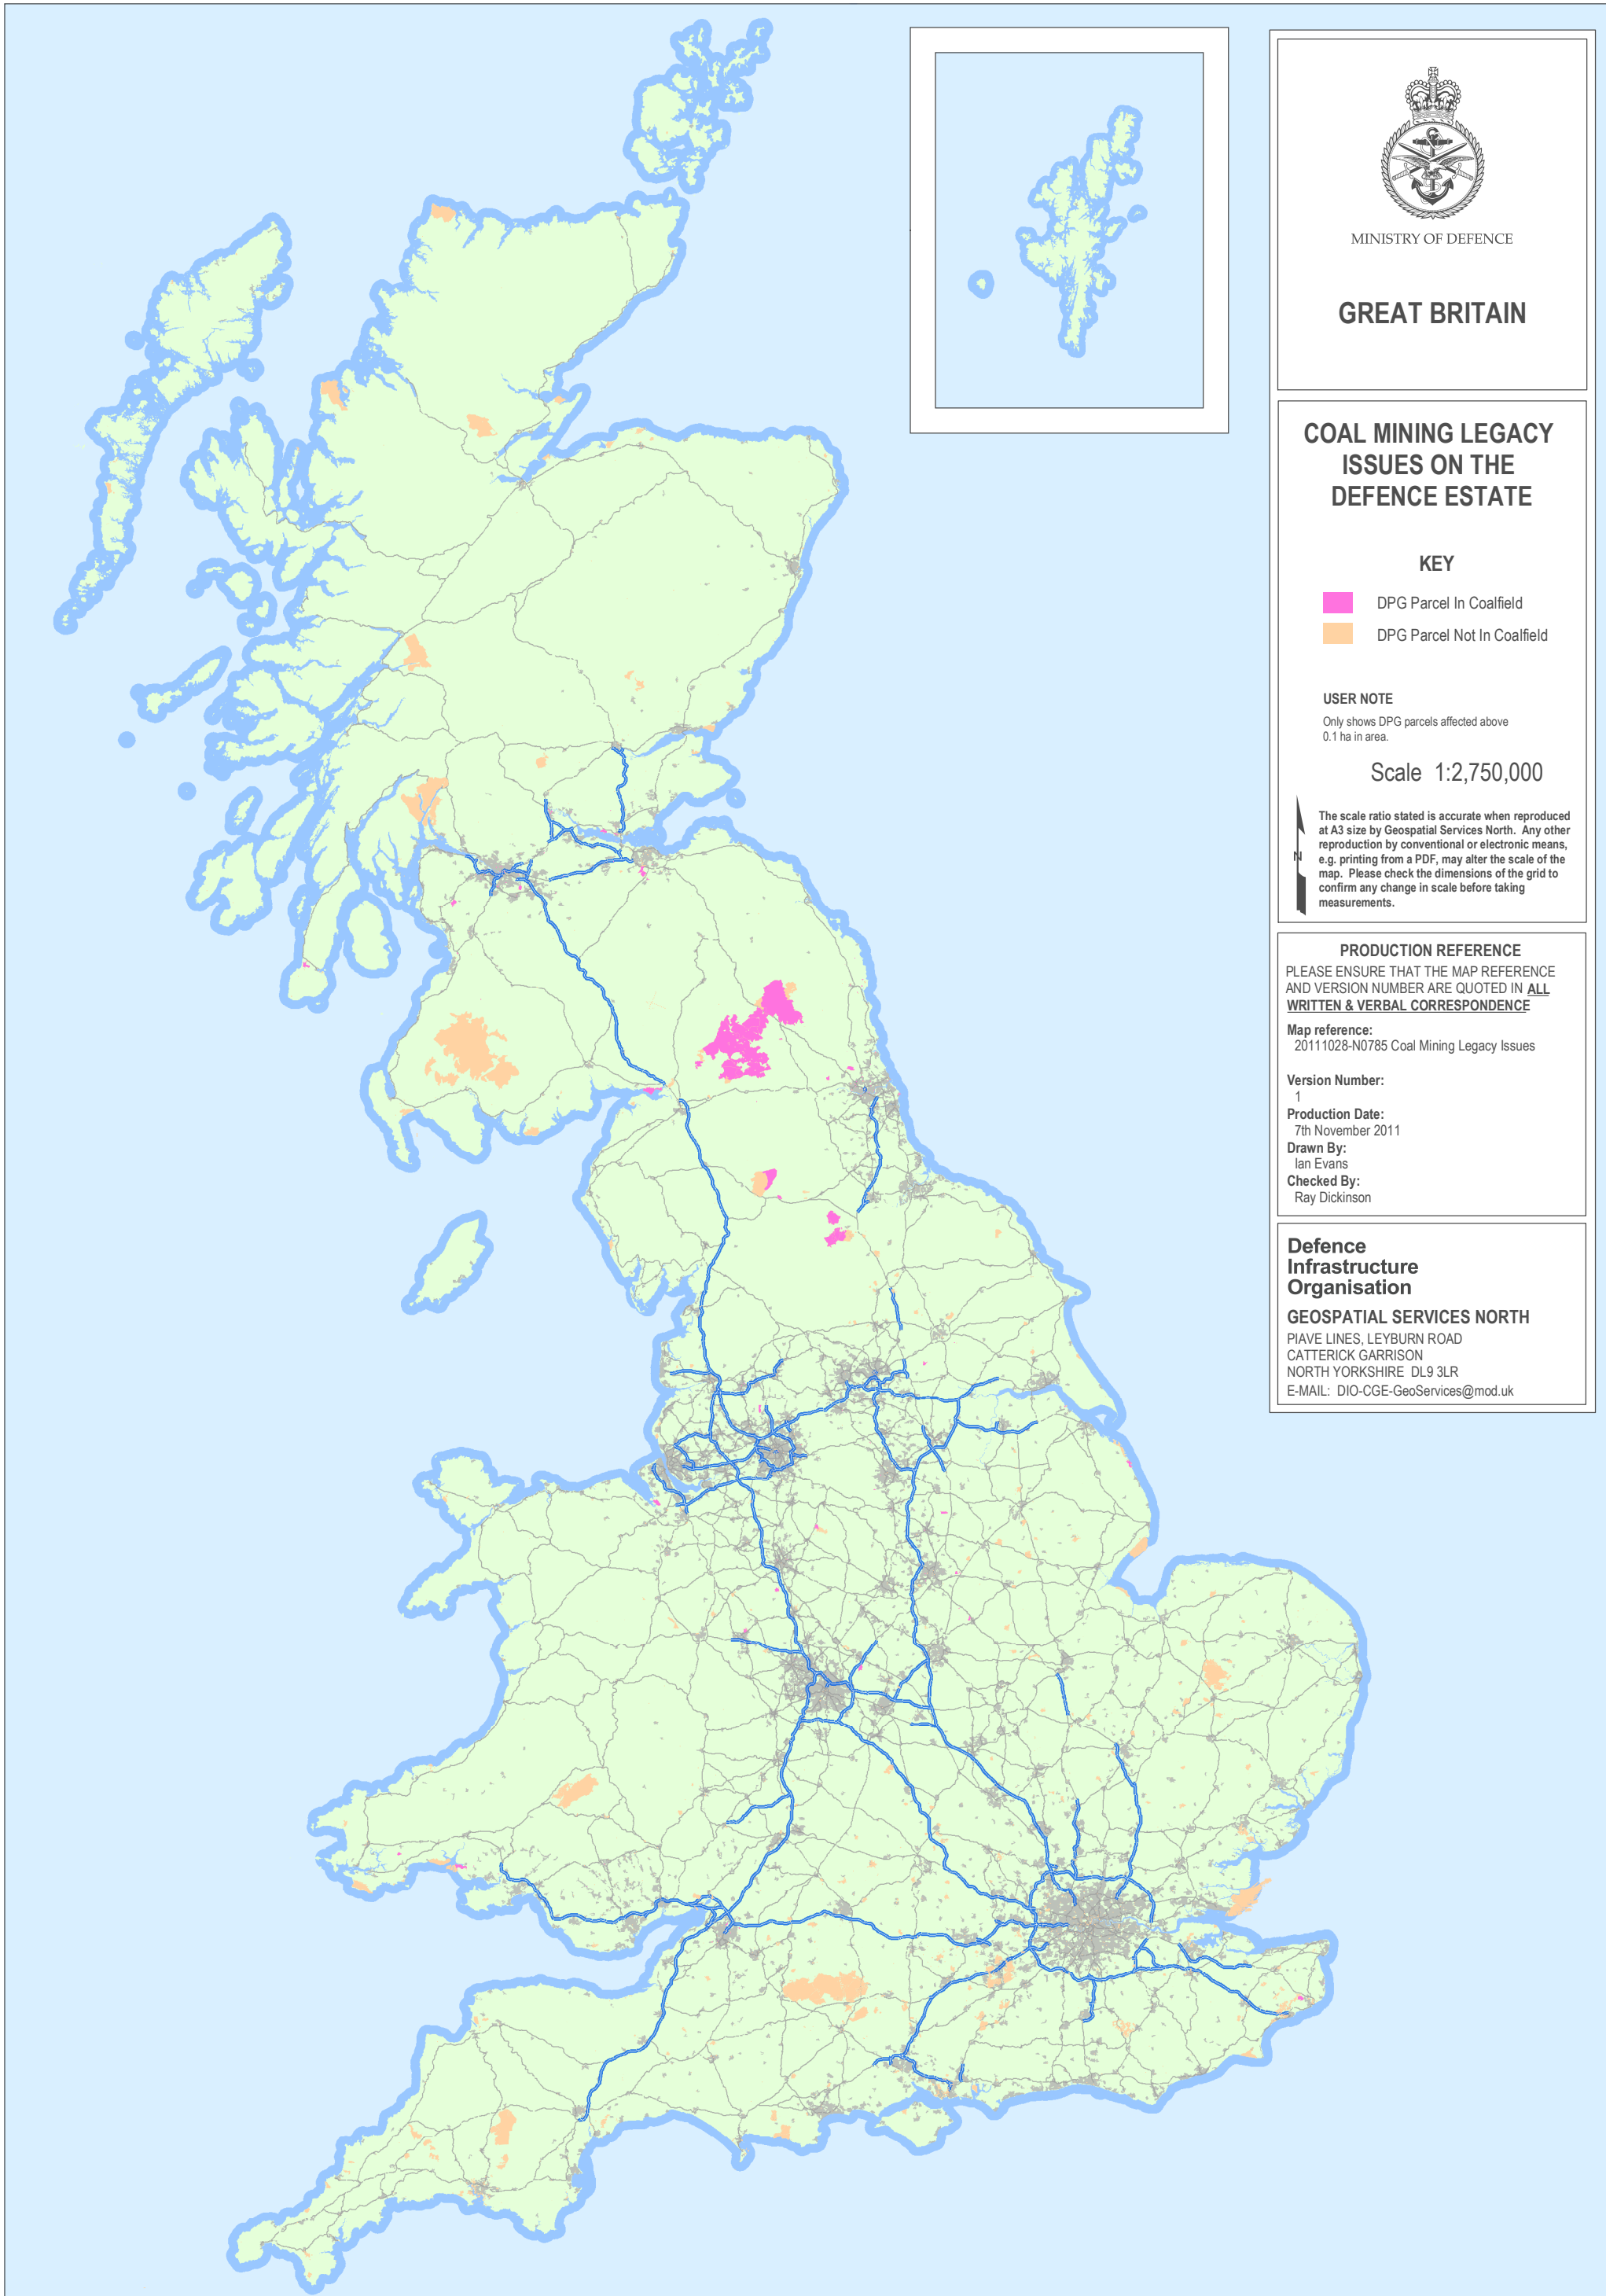 MINISTRY OF DEFENCE
GREAT BRITAIN
COAL MINING LEGACY
ISSUES ON THE
DEFENCE ESTATE
KEY
DPG Parcel In Coalfield
DPG Parcel Not In Coalfield
USER NOTE
Only shows DPG parcels affected above
0.1 ha in area.
Scale 1:2,750,000
N
The scale ratio stated is accurate when reproduced
at A3 size by Geospatial Services North. Any other
reproduction by conventional or electronic means,
e.g. printing from a PDF, may alter the scale of the
map. Please check the dimensions of the grid to
confirm any change in scale before taking
measurements.
PRODUCTION REFERENCE
PLEASE ENSURE THAT THE MAP REFERENCE
AND VERSION NUMBER ARE QUOTED IN ALL
WRITTEN & VERBAL CORRESPONDENCE
Map reference:
20111028-N0785 Coal Mining Legacy Issues
Version Number:
1
Production Date:
7th November 2011
Drawn By:
Ian Evans
Checked By:
Ray Dickinson
Defence
Infrastructure
Organisation
GEOSPATIAL SERVICES NORTH
PIAVE LINES, LEYBURN ROAD
CATTERICK GARRISON
NORTH YORKSHIRE DL9 3LR
E-MAIL: DIO-CGE-GeoServices@mod.uk